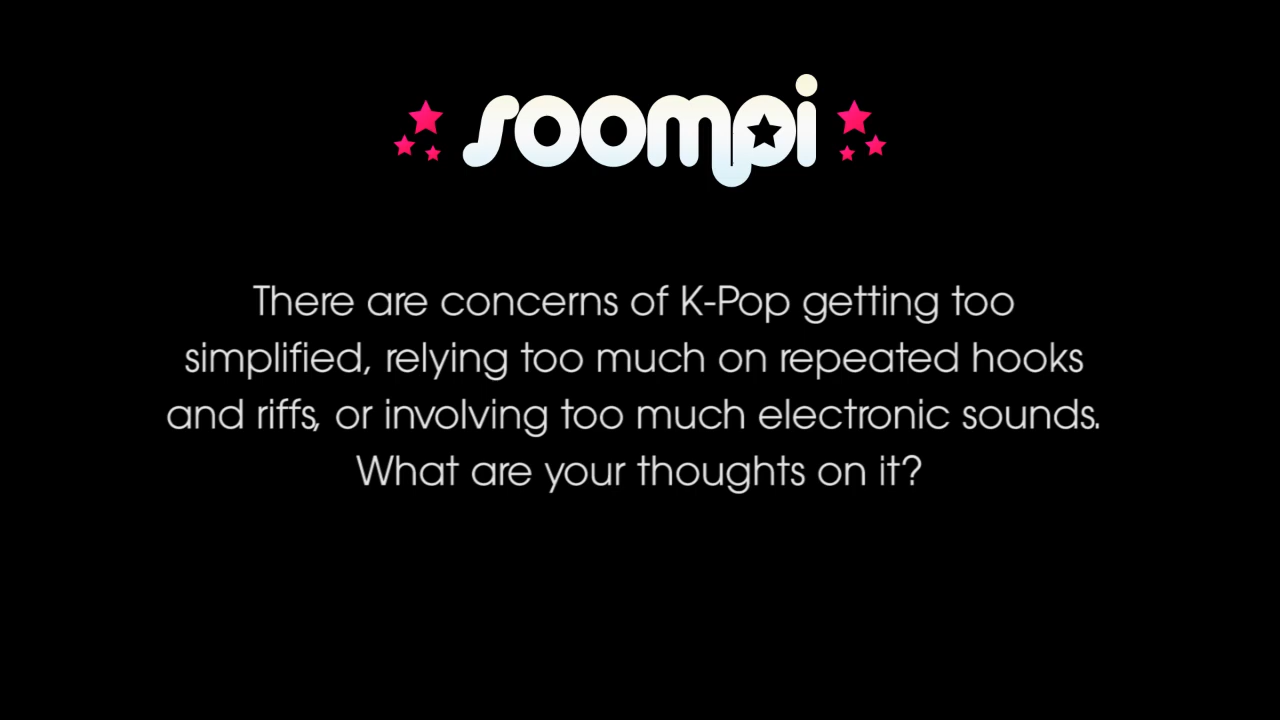 soompi
There are concerns of K-Pop getting too
simplified, relying too much on repeated hooks
and riffs, or involving too much electronic sounds.
What are your thoughts on it?